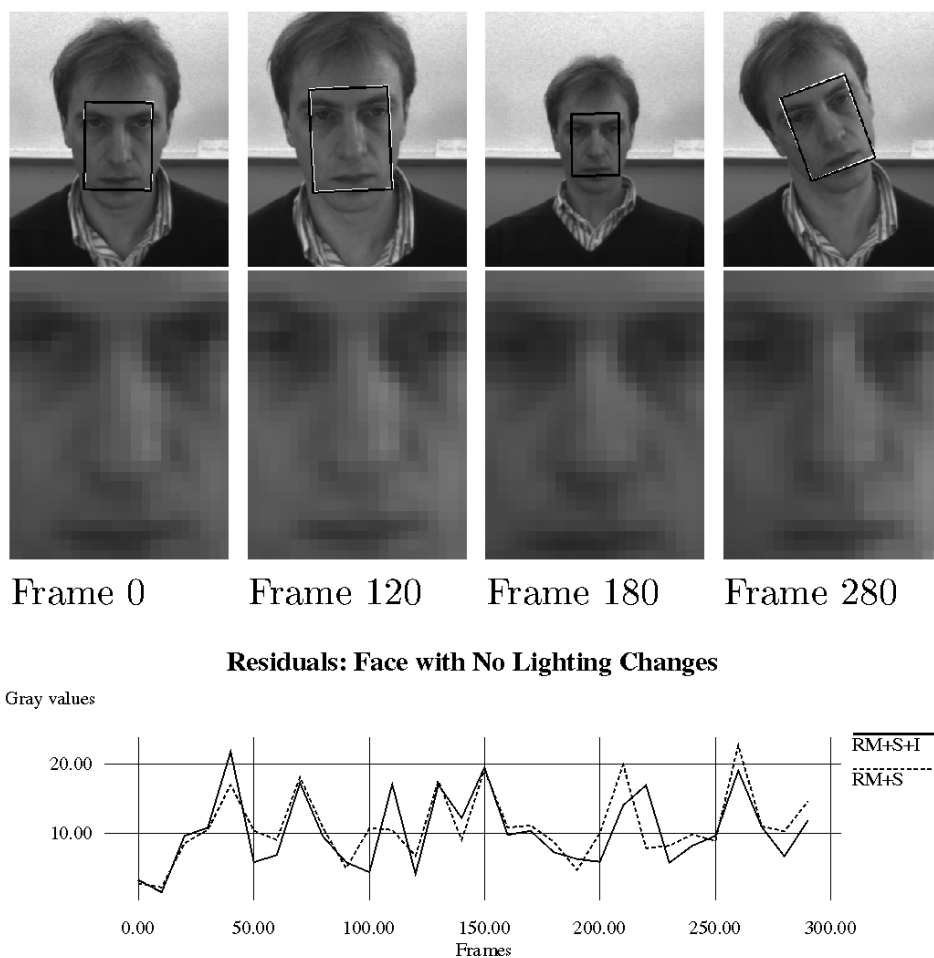 Frame 0
Frame 120
Frame 180
Frame 280
Residuals: Face with No Lighting Changes
Gray values
RM+S+I
RM+S
20.00
10.00
0.00 50.00 100.00 150.00 200.00 250.00 300.00
Frames